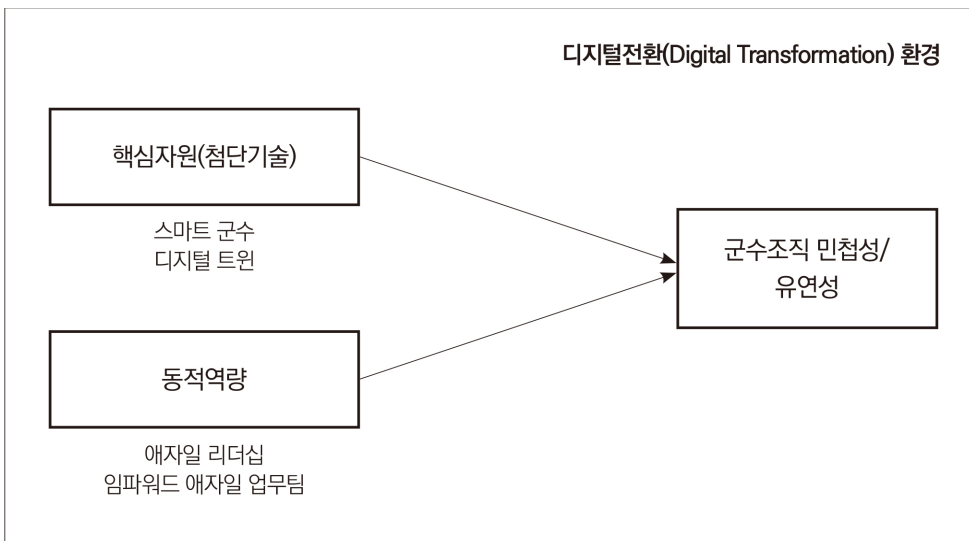 디지털전환(Digital Transformation) 환경
핵심자원(첨단기술)
스마트 군수
디지털 트윈
군수조직 민첩성/
유연성
동적역량
애자일 리더십
임파워드 애자일 업무팀